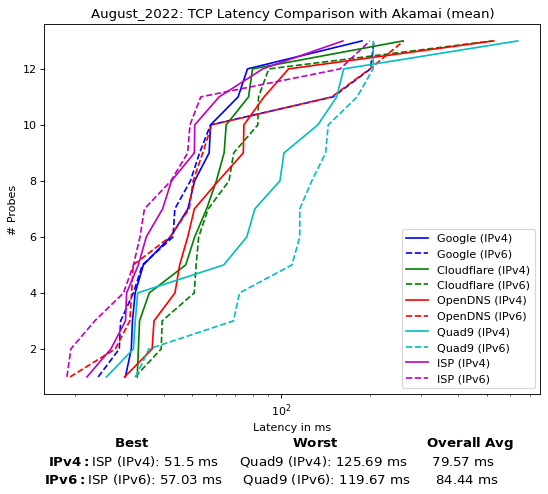 August_2022: TCP Latency Comparison with Akamai (mean)
12
10
8
6
4
2
# Probes
Google (IPv4)
Google (IPv6)
Cloudflare (IPv4)
Cloudflare (IPv6)
OpenDNS (IPv4)
OpenDNS (IPv6)
Quad9 (IPv4)
Quad9 (IPv6)
ISP (IPv4)
ISP (IPv6)
10²
Latency in ms
Best Worst Overall Avg
IPv4: ISP (IPv4): 51.5 ms Quad9 (IPv4): 125.69 ms 79.57 ms
IPv6: ISP (IPv6): 57.03 ms Quad9 (IPv6): 119.67 ms 84.44 ms